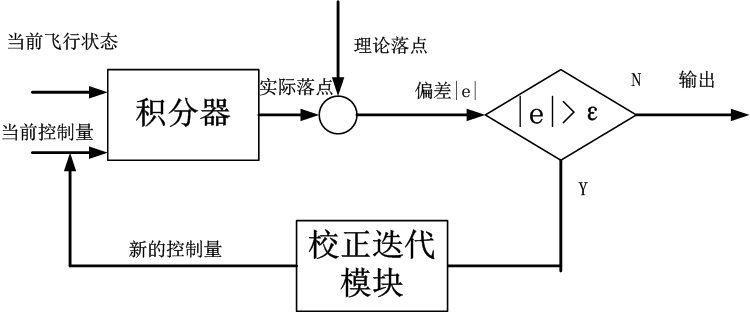 当前飞行状态
理论落点
积分器
实际落点
偏差|e|
|e|> ε
N
输出
当前控制量
Y
新的控制量
校正迭代
模块